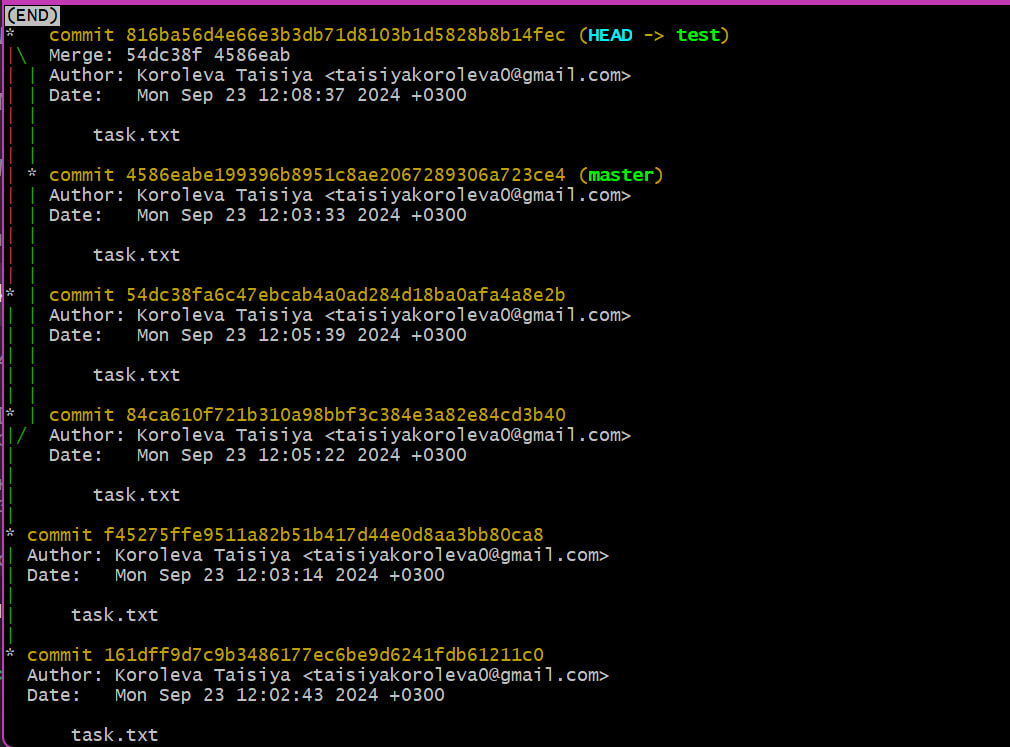 (END)
* commit 816ba56d4e66e3b3db71d8103b1d5828b8b14fec (HEAD -> test)
|\ Merge: 54dc38f 4586eab
| | Author: Koroleva Taisiya <taisiyakoroleva0@gmail.com>
| | Date: Mon Sep 23 12:08:37 2024 +0300
| |
| | task.txt
| |
| * commit 4586eabe199396b8951c8ae2067289306a723ce4 (master)
| | Author: Koroleva Taisiya <taisiyakoroleva0@gmail.com>
| | Date: Mon Sep 23 12:03:33 2024 +0300
| |
| | task.txt
| |
* | commit 54dc38fa6c47ebcab4a0ad284d18ba0afa4a8e2b
| | Author: Koroleva Taisiya <taisiyakoroleva0@gmail.com>
| | Date: Mon Sep 23 12:05:39 2024 +0300
| |
| | task.txt
| |
* | commit 84ca610f721b310a98bbf3c384e3a82e84cd3b40
|/ Author: Koroleva Taisiya <taisiyakoroleva0@gmail.com>
| Date: Mon Sep 23 12:05:22 2024 +0300
|
| task.txt
|
* commit f45275ffe9511a82b51b417d44e0d8aa3bb80ca8
| Author: Koroleva Taisiya <taisiyakoroleva0@gmail.com>
| Date: Mon Sep 23 12:03:14 2024 +0300
|
| task.txt
|
* commit 161dff9d7c9b3486177ec6be9d6241fdb61211c0
Author: Koroleva Taisiya <taisiyakoroleva0@gmail.com>
Date: Mon Sep 23 12:02:43 2024 +0300
task.txt